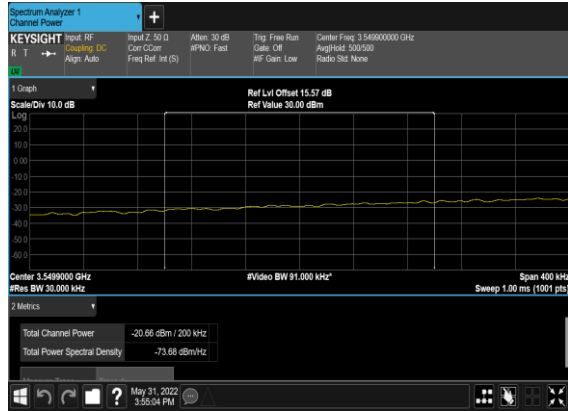 Spectrum Analyzer 1
Channel Power
+
KEYSIGHT
R T
LXI
Input: RF
Coupling: DC
Align: Auto
Input Z: 50 Ω
Corr CCorr
Freq Ref: Int (S)
Atten: 30 dB
#PNO: Fast
Trig: Free Run
Gate: Off
#IF Gain: Low
Center Freq: 3.549900000 GHz
Avg|Hold: 500/500
Radio Std: None
1 Graph
Scale/Div 10.0 dB
Ref Lvl Offset 15.57 dB
Ref Value 30.00 dBm
Log
20.0
10.0
0.00
-10.0
-20.0
-30.0
-40.0
-50.0
-60.0
Center 3.5499000 GHz
#Video BW 91.000 kHz*
Span 400 kHz
#Res BW 30.000 kHz
Sweep 1.00 ms (1001 pts)
2 Metrics
Total Channel Power -20.66 dBm / 200 kHz
Total Power Spectral Density -73.68 dBm/Hz
?
May 31, 2022
3:55:04 PM